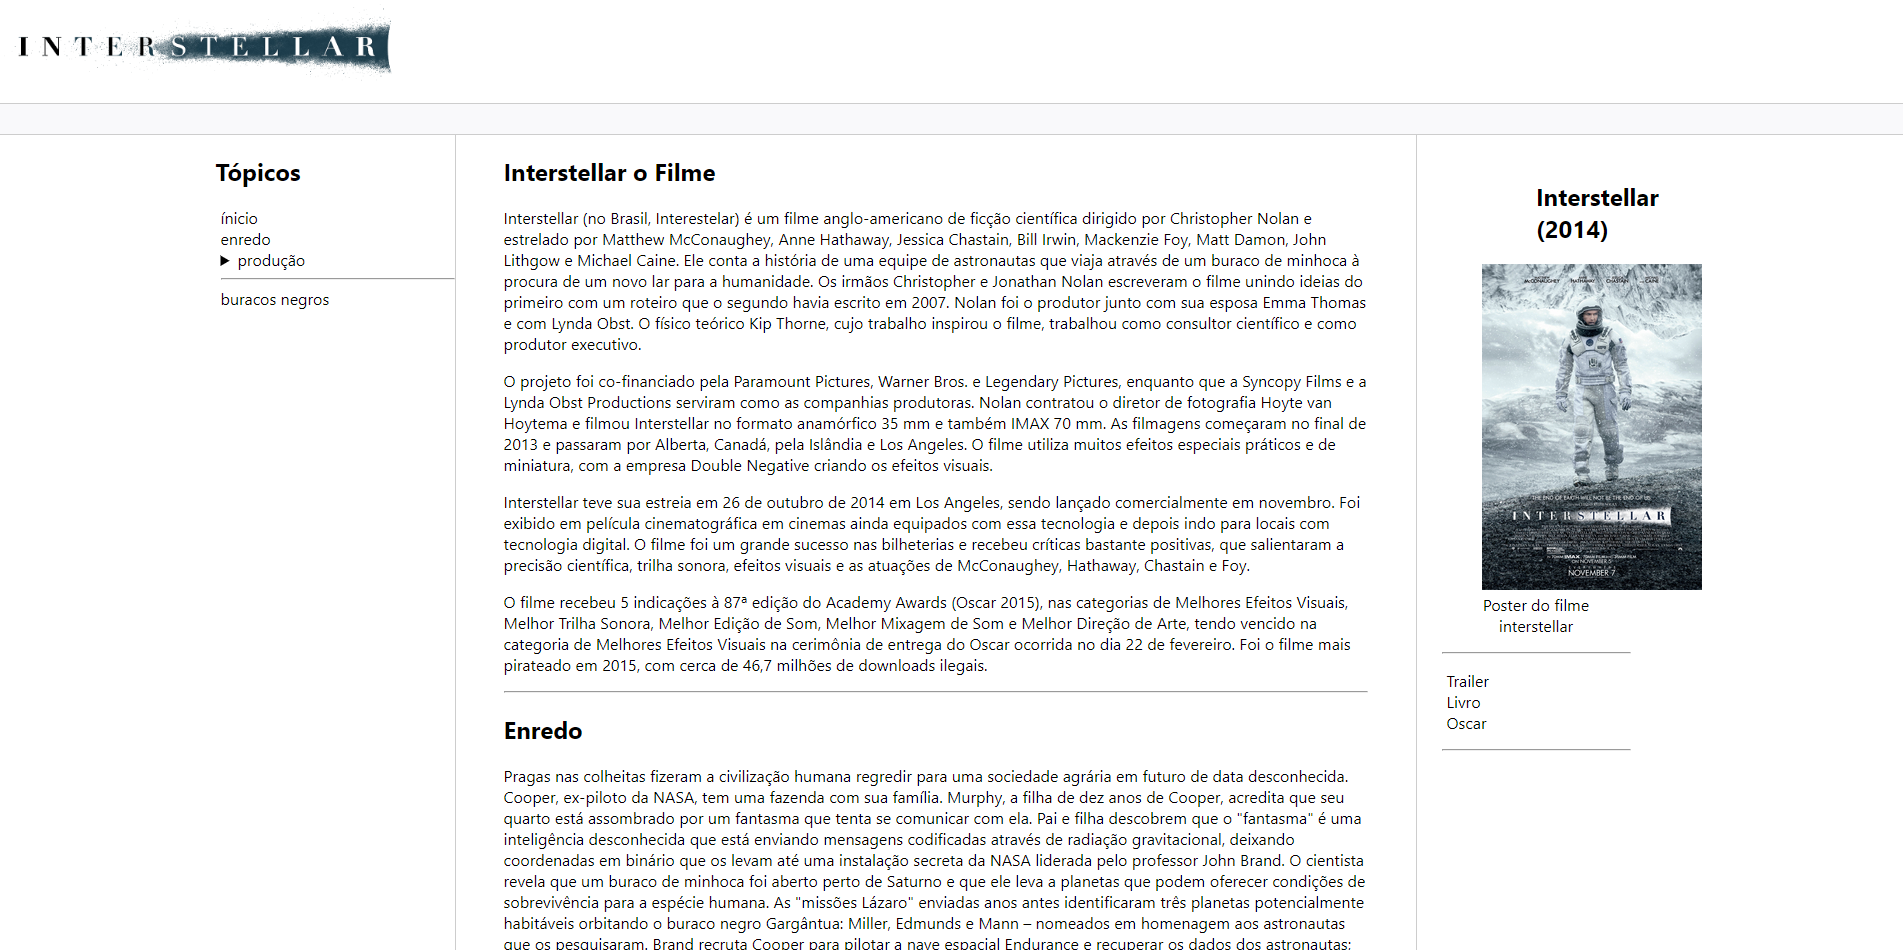 INTERSTELLAR
Tópicos
ínicio
enredo
produção
buracos negros
Interstellar o Filme
Interstellar (no Brasil, Interestelar) é um filme anglo-americano de ficção científica dirigido por Christopher Nolan e
estrelado por Matthew McConaughey, Anne Hathaway, Jessica Chastain, Bill Irwin, Mackenzie Foy, Matt Damon, John
Lithgow e Michael Caine. Ele conta a história de uma equipe de astronautas que viaja através de um buraco de minhoca à
procura de um novo lar para a humanidade. Os irmãos Christopher e Jonathan Nolan escreveram o filme unindo ideias do
primeiro com um roteiro que o segundo havia escrito em 2007. Nolan foi o produtor junto com sua esposa Emma Thomas
e com Lynda Obst. O físico teórico Kip Thorne, cujo trabalho inspirou o filme, trabalhou como consultor científico e como
produtor executivo.
O projeto foi co-financiado pela Paramount Pictures, Warner Bros. e Legendary Pictures, enquanto que a Syncopy Films e a
Lynda Obst Productions serviram como as companhias produtoras. Nolan contratou o diretor de fotografia Hoyte van
Hoytema e filmou Interstellar no formato anamórfico 35 mm e também IMAX 70 mm. As filmagens começaram no final de
2013 e passaram por Alberta, Canadá, pela Islândia e Los Angeles. O filme utiliza muitos efeitos especiais práticos e de
miniatura, com a empresa Double Negative criando os efeitos visuais.
Interstellar teve sua estreia em 26 de outubro de 2014 em Los Angeles, sendo lançado comercialmente em novembro. Foi
exibido em película cinematográfica em cinemas ainda equipados com essa tecnologia e depois indo para locais com
tecnologia digital. O filme foi um grande sucesso nas bilheterias e recebeu críticas bastante positivas, que salientaram a
precisão científica, trilha sonora, efeitos visuais e as atuações de McConaughey, Hathaway, Chastain e Foy.
O filme recebeu 5 indicações à 87ª edição do Academy Awards (Oscar 2015), nas categorias de Melhores Efeitos Visuais,
Melhor Trilha Sonora, Melhor Edição de Som, Melhor Mixagem de Som e Melhor Direção de Arte, tendo vencido na
categoria de Melhores Efeitos Visuais na cerimônia de entrega do Oscar ocorrida no dia 22 de fevereiro. Foi o filme mais
pirateado em 2015, com cerca de 46,7 milhões de downloads ilegais.
Enredo
Pragas nas colheitas fizeram a civilização humana regredir para uma sociedade agrária em futuro de data desconhecida.
Cooper, ex-piloto da NASA, tem uma fazenda com sua família. Murphy, a filha de dez anos de Cooper, acredita que seu
quarto está assombrado por um fantasma que tenta se comunicar com ela. Pai e filha descobrem que o "fantasma" é uma
inteligência desconhecida que está enviando mensagens codificadas através de radiação gravitacional, deixando
coordenadas em binário que os levam até uma instalação secreta da NASA liderada pelo professor John Brand. O cientista
revela que um buraco de minhoca foi aberto perto de Saturno e que ele leva a planetas que podem oferecer condições de
sobrevivência para a espécie humana. As "missões Lázaro" enviadas anos antes identificaram três planetas potencialmente
habitáveis orbitando o buraco negro Gargântua: Miller, Edmunds e Mann – nomeados em homenagem aos astronautas
que os pesquisaram. Brand recruta Cooper para pilotar a nave espacial Endurance e recuperar os dados dos astronautas;
Interstellar
(2014)
McCONAUGHEY HATHAWAY CHASTAIN CAINE
THE END OF EARTH WILL NOT BE THE END OF US
INTERSTELLAR
NOVEMBER 7
Poster do filme
interstellar
Trailer
Livro
Oscar